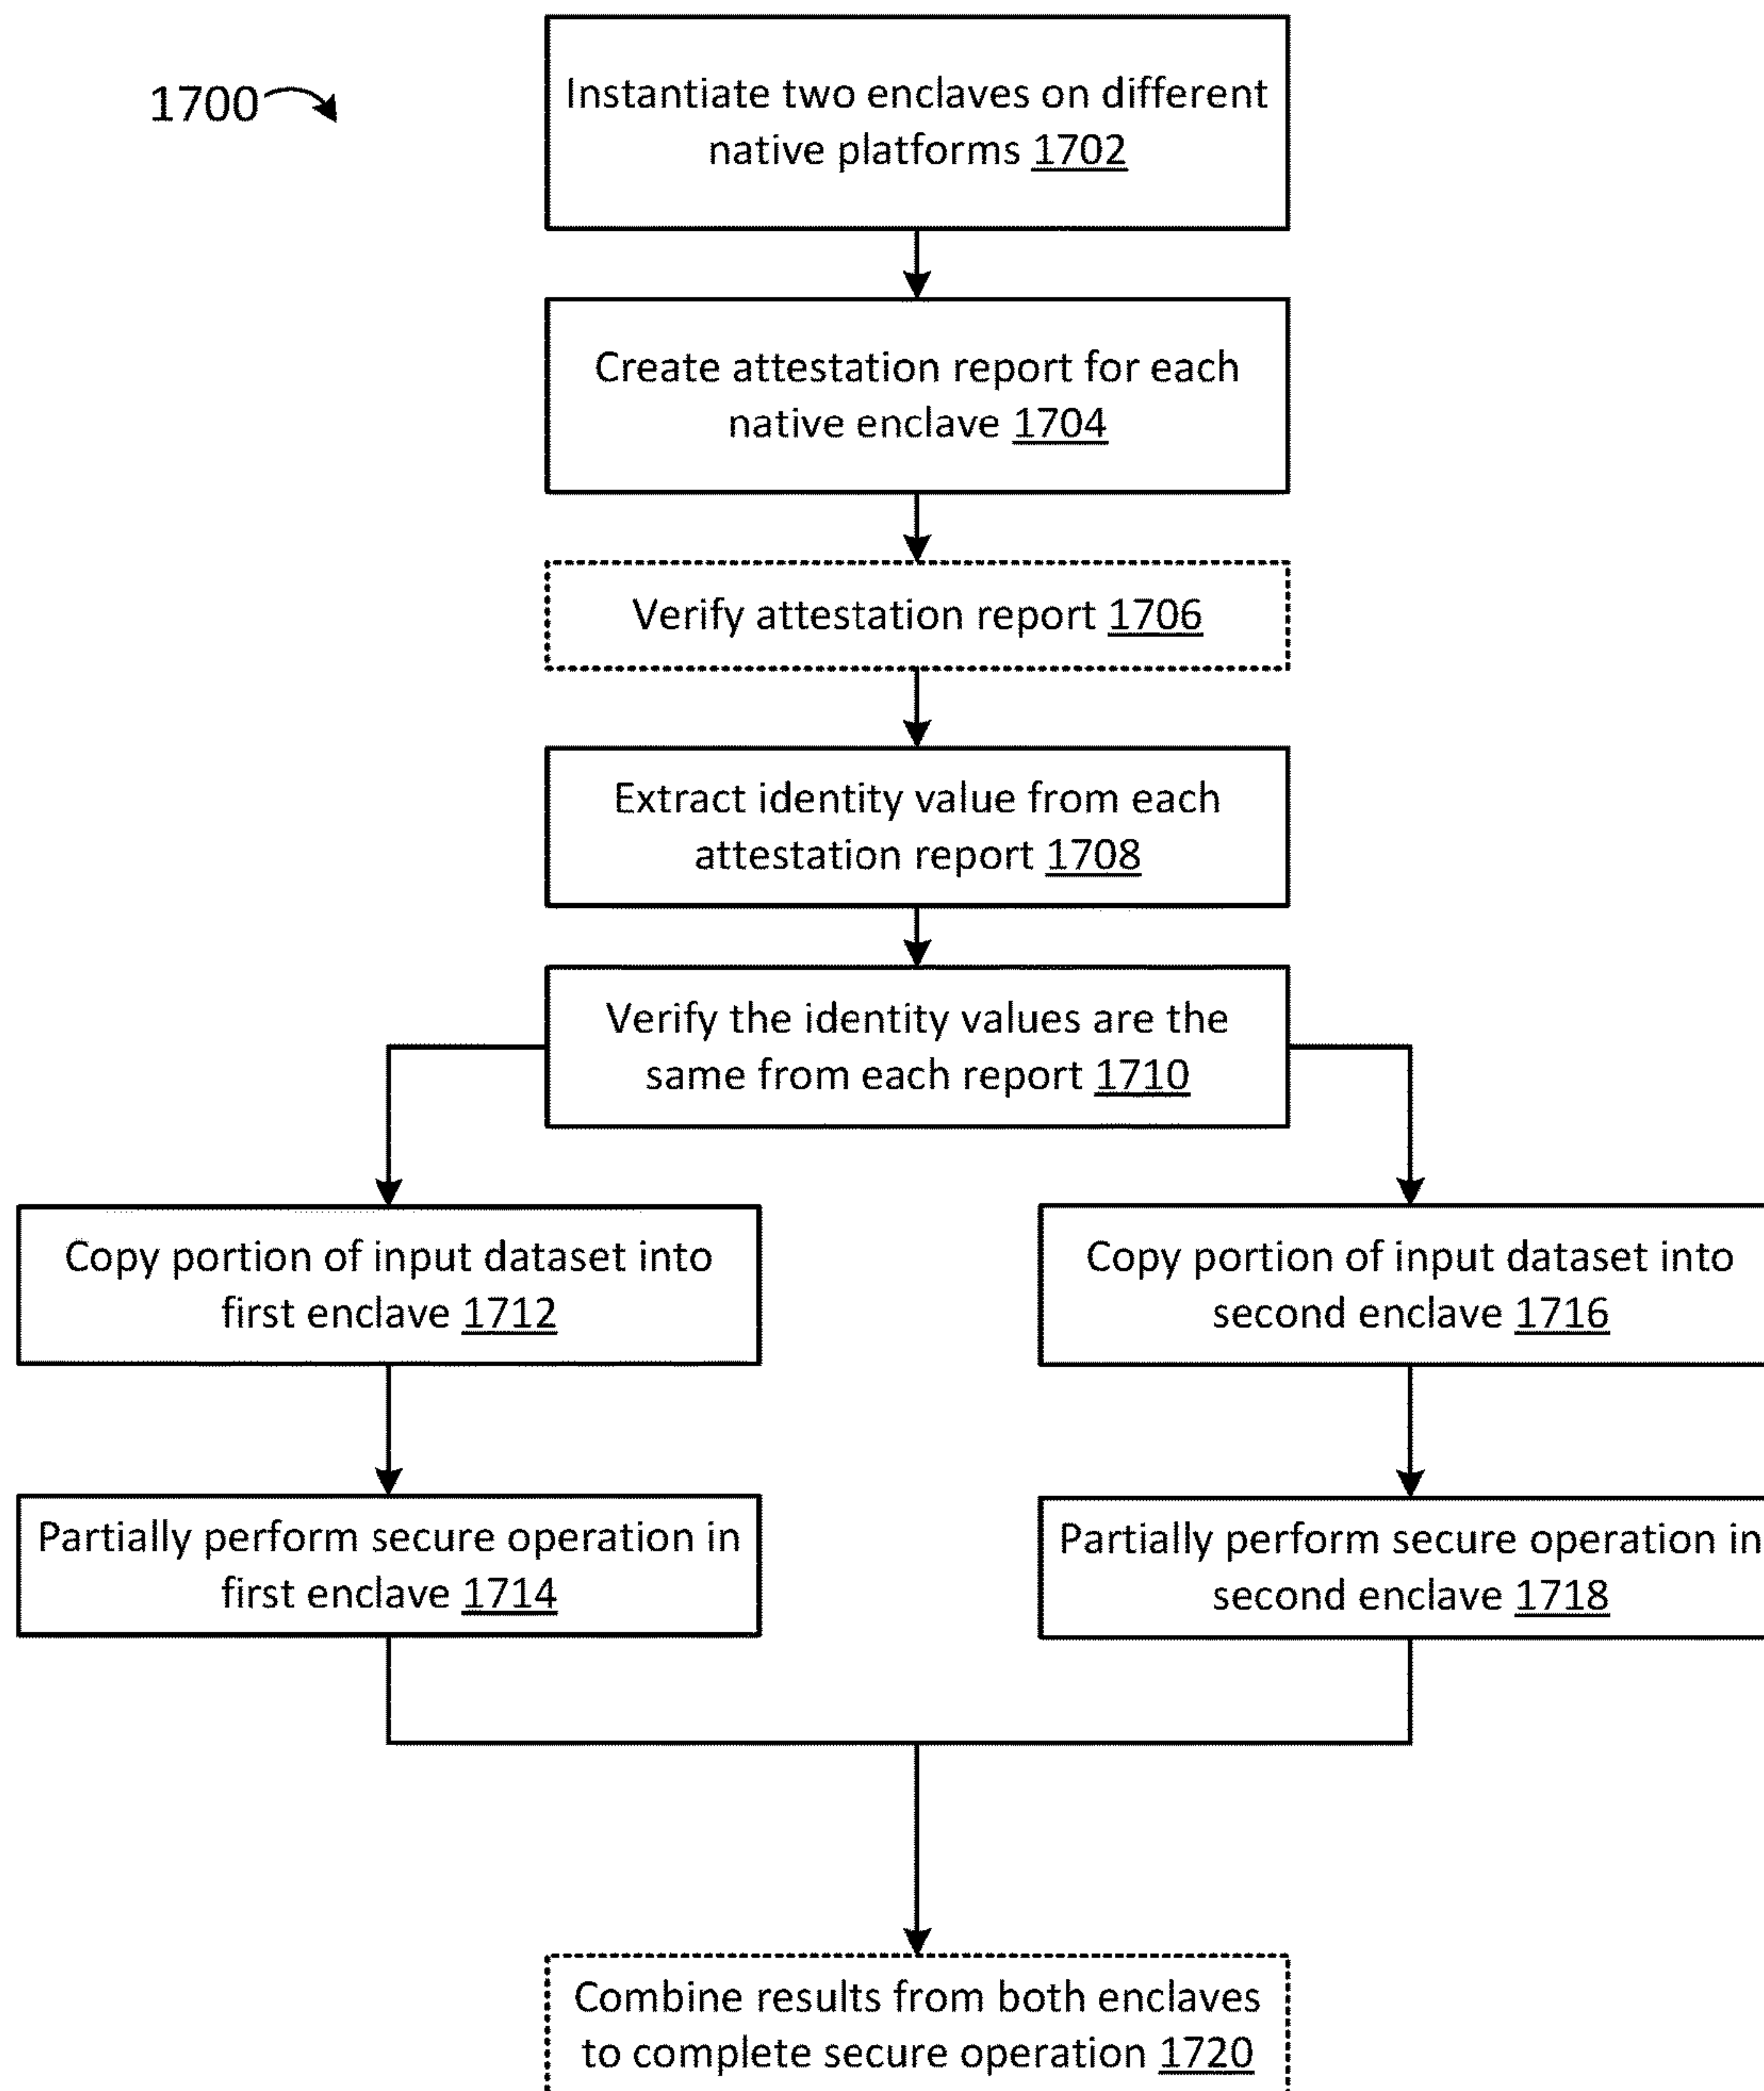 1700
Instantiate two enclaves on different
native platforms 1702
Create attestation report for each
native enclave 1704
Verify attestation report 1706
Extract identity value from each
attestation report 1708
Verify the identity values are the
same from each report 1710
Copy portion of input dataset into
first enclave 1712
Copy portion of input dataset into
second enclave 1716
Partially perform secure operation in
first enclave 1714
Partially perform secure operation in
second enclave 1718
Combine results from both enclaves
to complete secure operation 1720